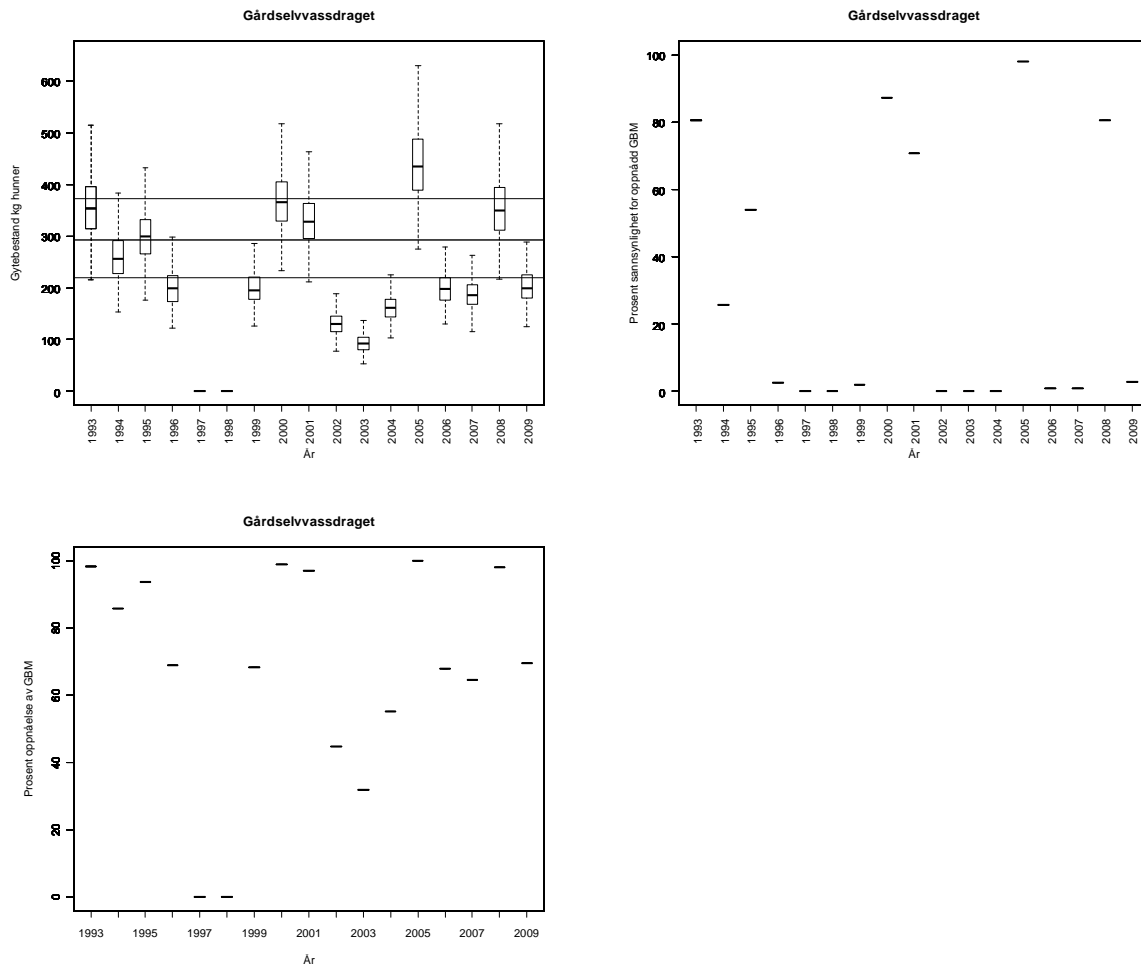 Gårdselvvassdraget
Gytebestand kg hunner
600
500
400
300
200
100
0
1993 1994 1995 1996 1997 1998 1999 2000 2001 2002 2003 2004 2005 2006 2007 2008 2009
År
Gårdselvvassdraget
Prosent sannsynlighet for oppnådd GBM
100
80
60
40
20
0
1993 1994 1995 1996 1997 1998 1999 2000 2001 2002 2003 2004 2005 2006 2007 2008 2009
År
Gårdselvvassdraget
Prosent oppnåelse av GBM
100
80
60
40
20
0
1993 1995 1997 1999 2001 2003 2005 2007 2009
År